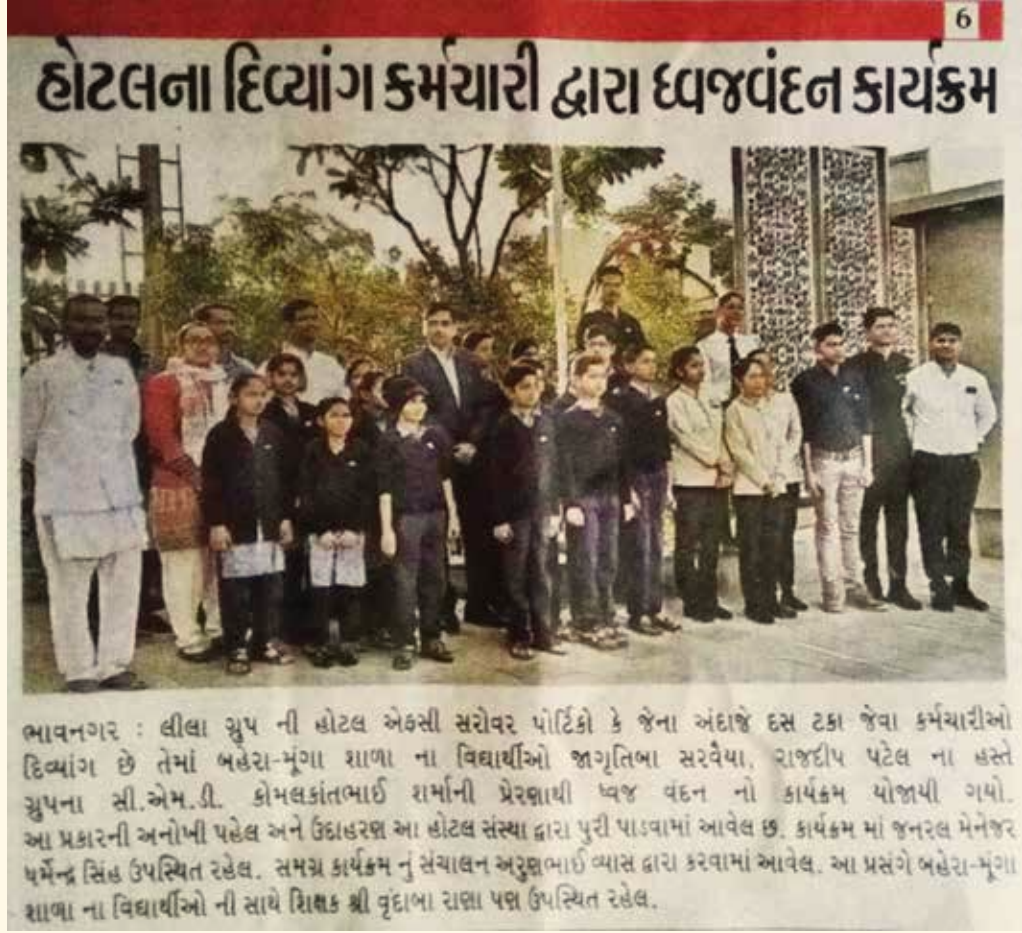 6
હોટલના દિવ્યાંગ કર્મચારી દ્વારા ધ્વજવંદન કાર્યક્રમ
ભાવનગર : લીલા ગ્રુપ ની હોટલ એફસી સરોવર પોર્ટિકો કે જેના અંદાજે દસ ટકા જેવા કર્મચારીઓ
દિવ્યાંગ છે તેમાં બહેરા-મૂંગા શાળા ના વિદ્યાર્થીઓ જાગૃતિબા સરવૈયા, રાજદીપ પટેલ ના હસ્તે
ગ્રુપના સી.એમ.ડી. કોમલકાંતભાઈ શર્માની પ્રેરણાથી ધ્વજ વંદન નો કાર્યક્રમ યોજાયી ગયો.
આ પ્રકારની અનોખી પહેલ અને ઉદાહરણ આ હોટલ સંસ્થા દ્વારા પુરી પાડવામાં આવેલ છ. કાર્યક્રમ માં જનરલ મેનેજર
ધર્મેન્દ્ર સિંહ ઉપસ્થિત રહેલ. સમગ્ર કાર્યક્રમ નું સંચાલન અરુણભાઈ વ્યાસ દ્વારા કરવામાં આવેલ. આ પ્રસંગે બહેરા-મૂંગા
શાળા ના વિદ્યાર્થીઓ ની સાથે શિક્ષક શ્રી વૃંદાબા રાણા પણ ઉપસ્થિત રહેલ.